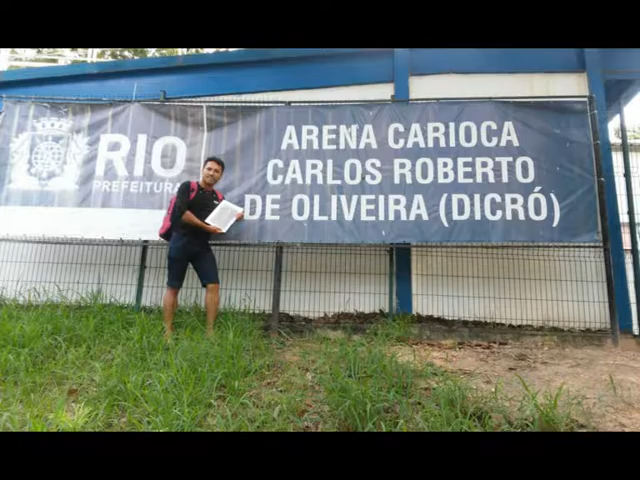 RIO
PREFEITURA
ARENA CARIOCA
CARLOS ROBERTO
DE OLIVEIRA (DICRÓ)